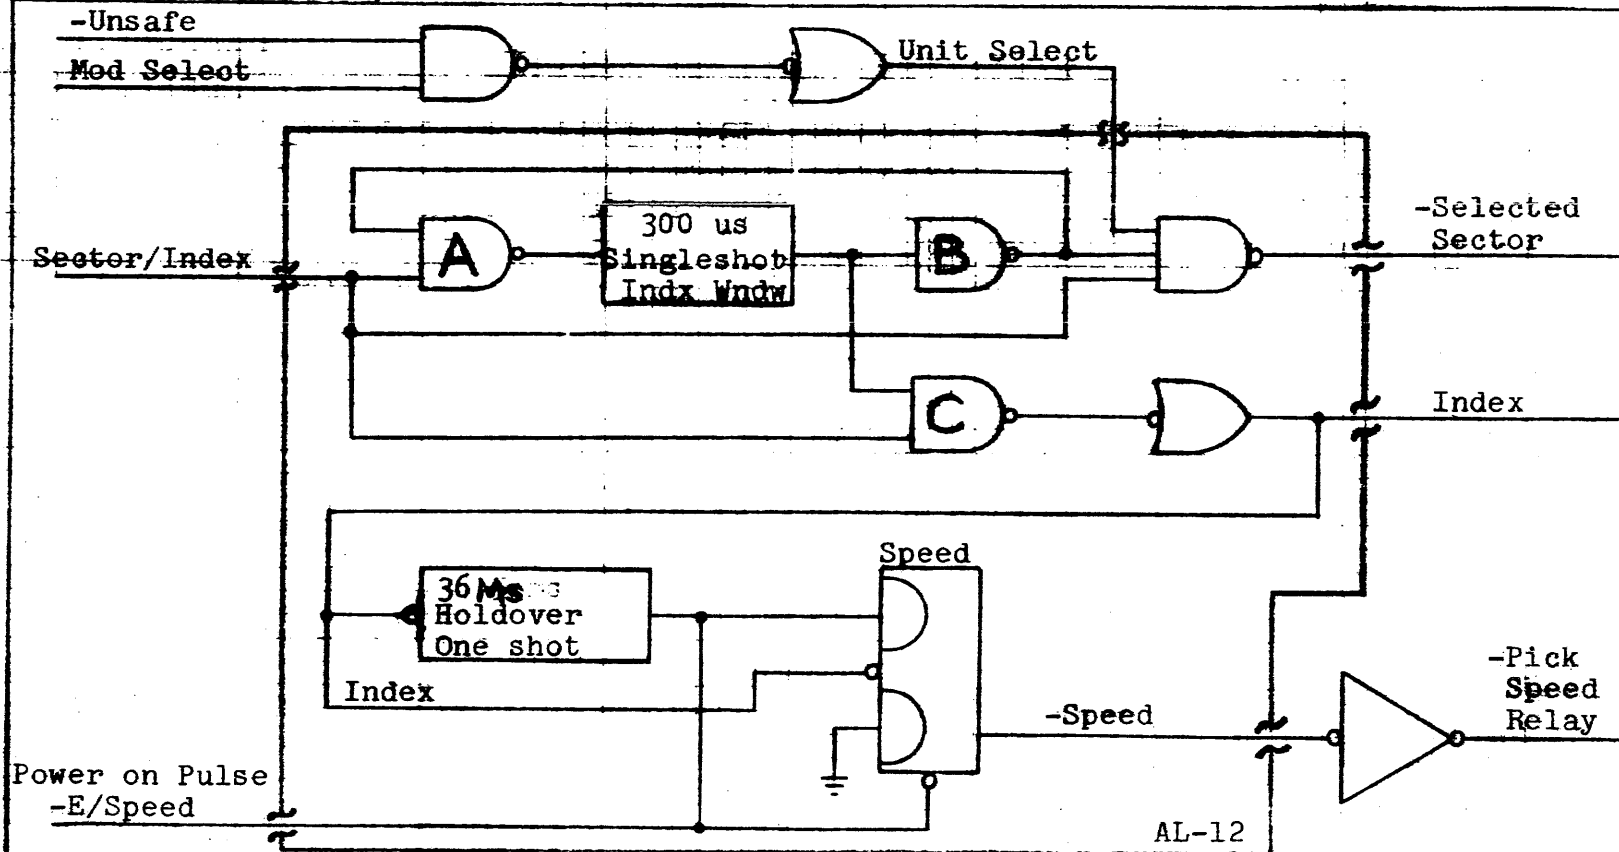 -Unsafe
Mod Select
Unit Select
-Selected
Sector
Sector/Index
A
300 us
Singleshot
Indx Wndw
B
C
Index
Speed
36 Ms
Holdover
One shot
Index
-Speed
-Pick
Speed
Relay
Power on Pulse
-E/Speed
AL-12